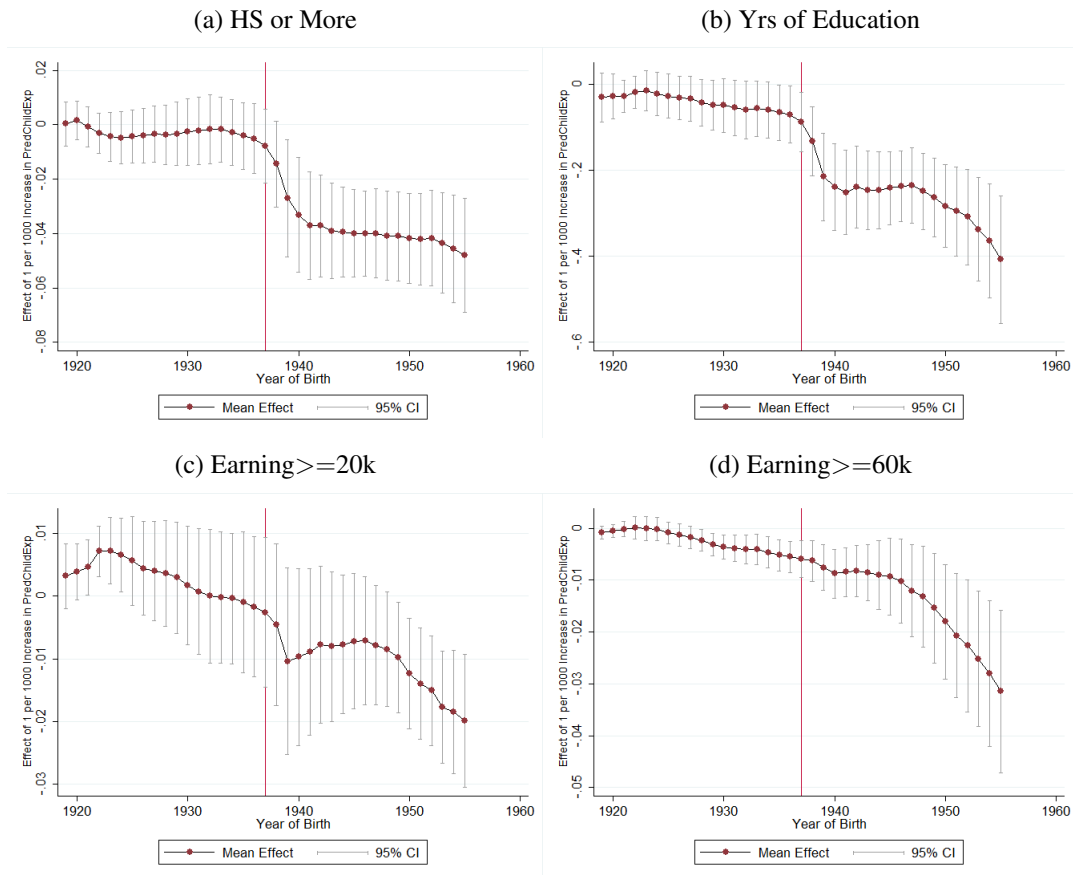 (a) HS or More
(b) Yrs of Education
Effect of 1 per 1000 Increase in PredChildExp
.02
0
-.02
-.04
-.06
-.08
1920 1930 1940 1950 1960
Year of Birth
Mean Effect 95% CI
Effect of 1 per 1000 Increase in PredChildExp
0
-.2
-.4
-.6
1920 1930 1940 1950 1960
Year of Birth
Mean Effect 95% CI
(c) Earning>=20k
(d) Earning>=60k
Effect of 1 per 1000 Increase in PredChildExp
.01
0
-.01
-.02
-.03
1920 1930 1940 1950 1960
Year of Birth
Mean Effect 95% CI
Effect of 1 per 1000 Increase in PredChildExp
0
-.01
-.02
-.03
-.04
-.05
1920 1930 1940 1950 1960
Year of Birth
Mean Effect 95% CI